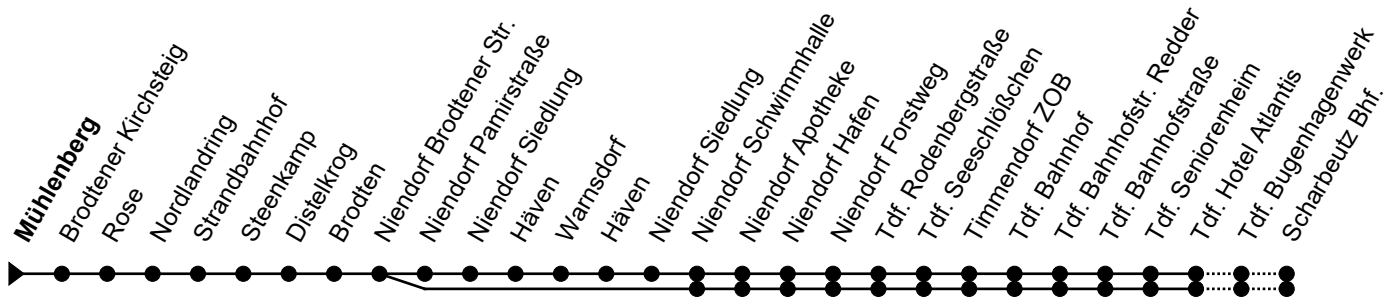 Mühlenberg
Brodtener Kirchsteig
Rose
Nordlandring
Strandbahnhof
Steenkamp
Distelkrog
Brodten
Niendorf Brodtener Str.
Niendorf Pamirstraße
Niendorf Siedlung
Häven
Warnsdorf
Häven
Niendorf Siedlung
Niendorf Schwimmhalle
Niendorf Apotheke
Niendorf Hafen
Niendorf Forstweg
Tdf. Rodenbergstraße
Tdf. Seeschlößchen
Timmendorf ZOB
Tdf. Bahnhof
Tdf. Bahnhofstr. Redder
Tdf. Bahnhofstraße
Tdf. Seniorenheim
Tdf. Hotel Atlantis
Tdf. Bugenhagenwerk
Scharbeutz Bhf.